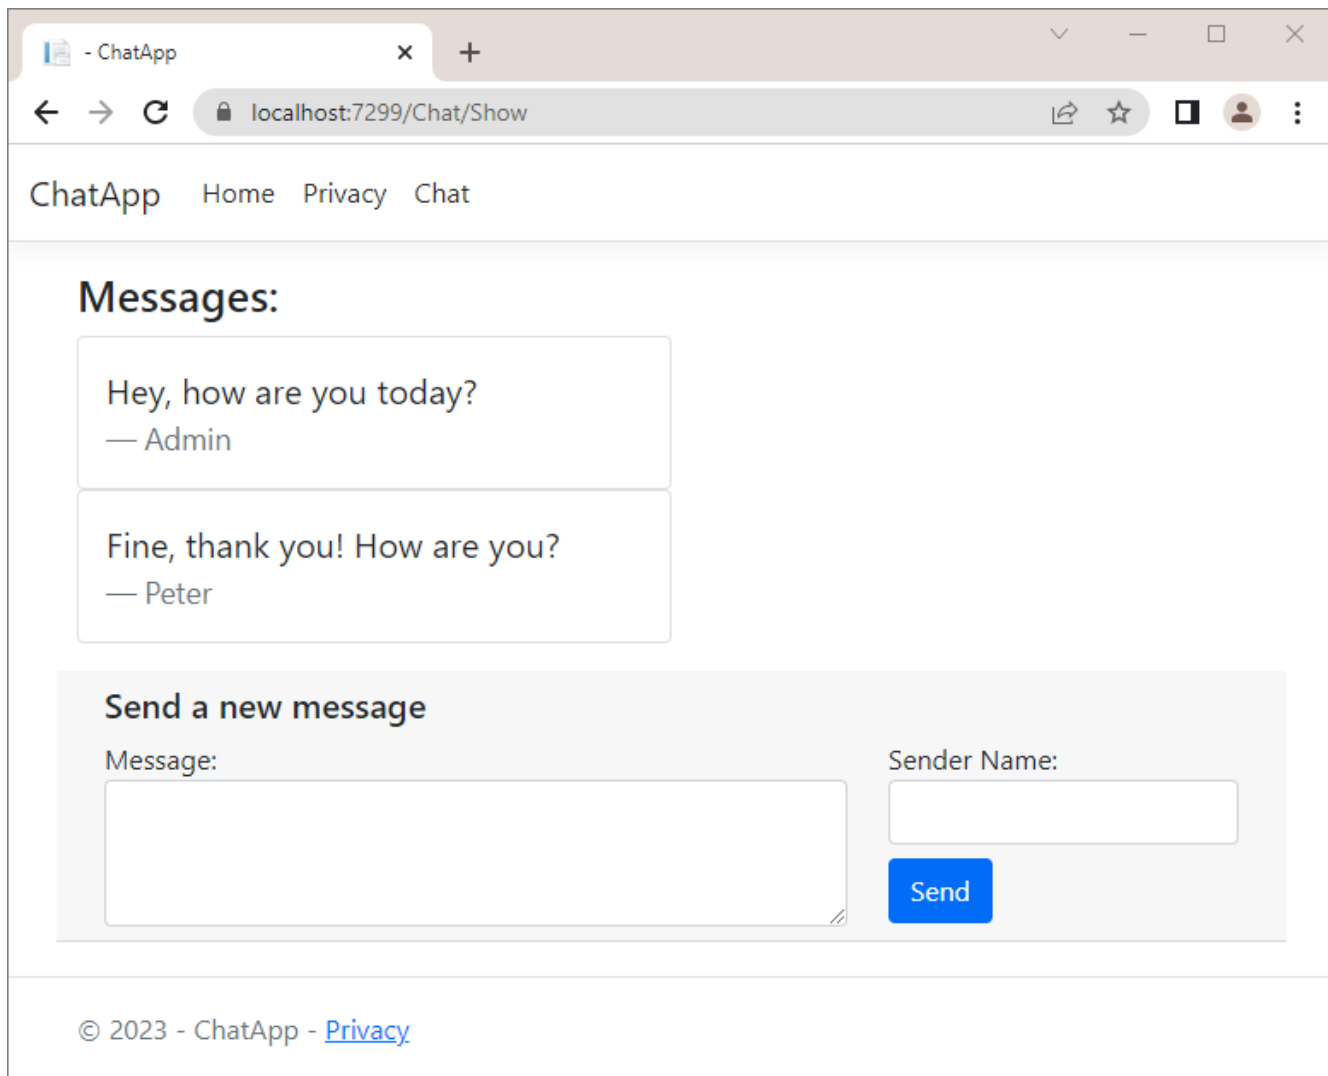 - ChatApp
localhost:7299/Chat/Show
ChatApp Home Privacy Chat
Messages:
Hey, how are you today?
— Admin
Fine, thank you! How are you?
— Peter
Send a new message
Message: Sender Name:
Send
© 2023 - ChatApp - Privacy